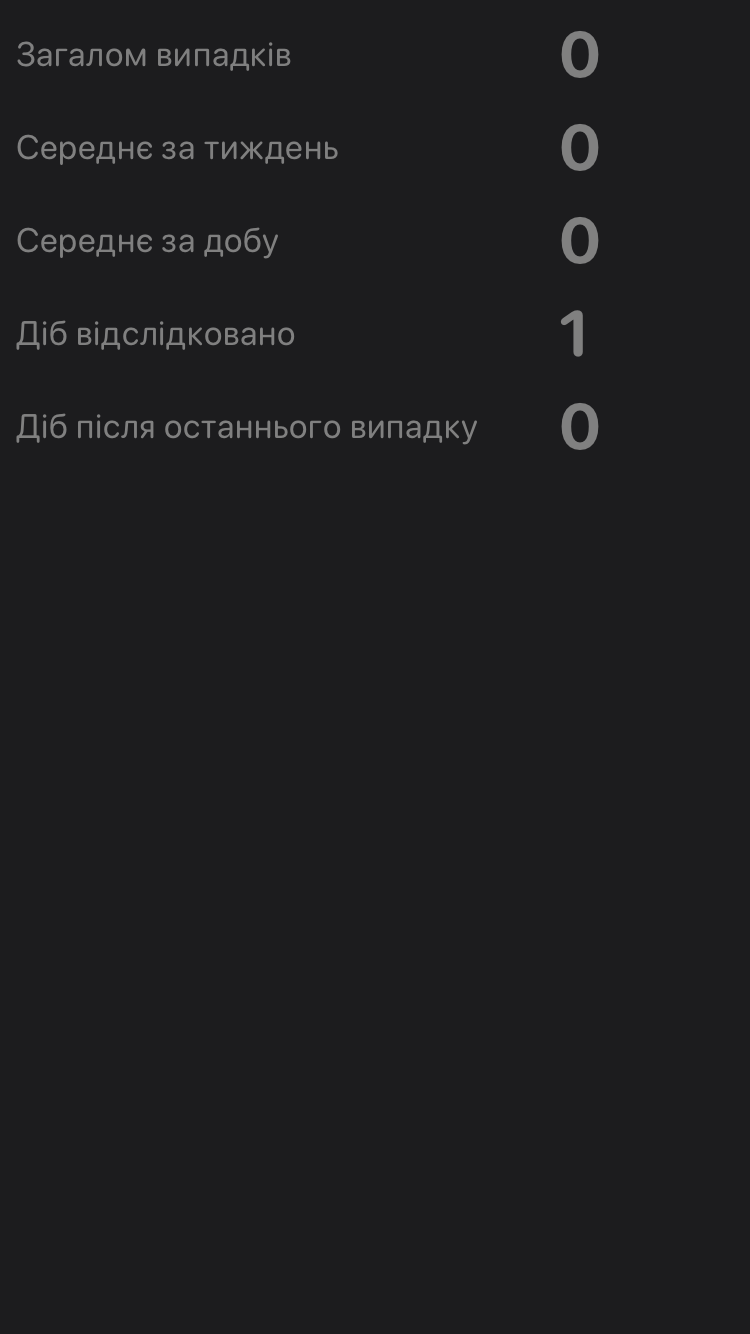 Загалом випадків 0
Середнє за тиждень 0
Середнє за добу 0
Діб відслідковано 1
Діб після останнього випадку 0